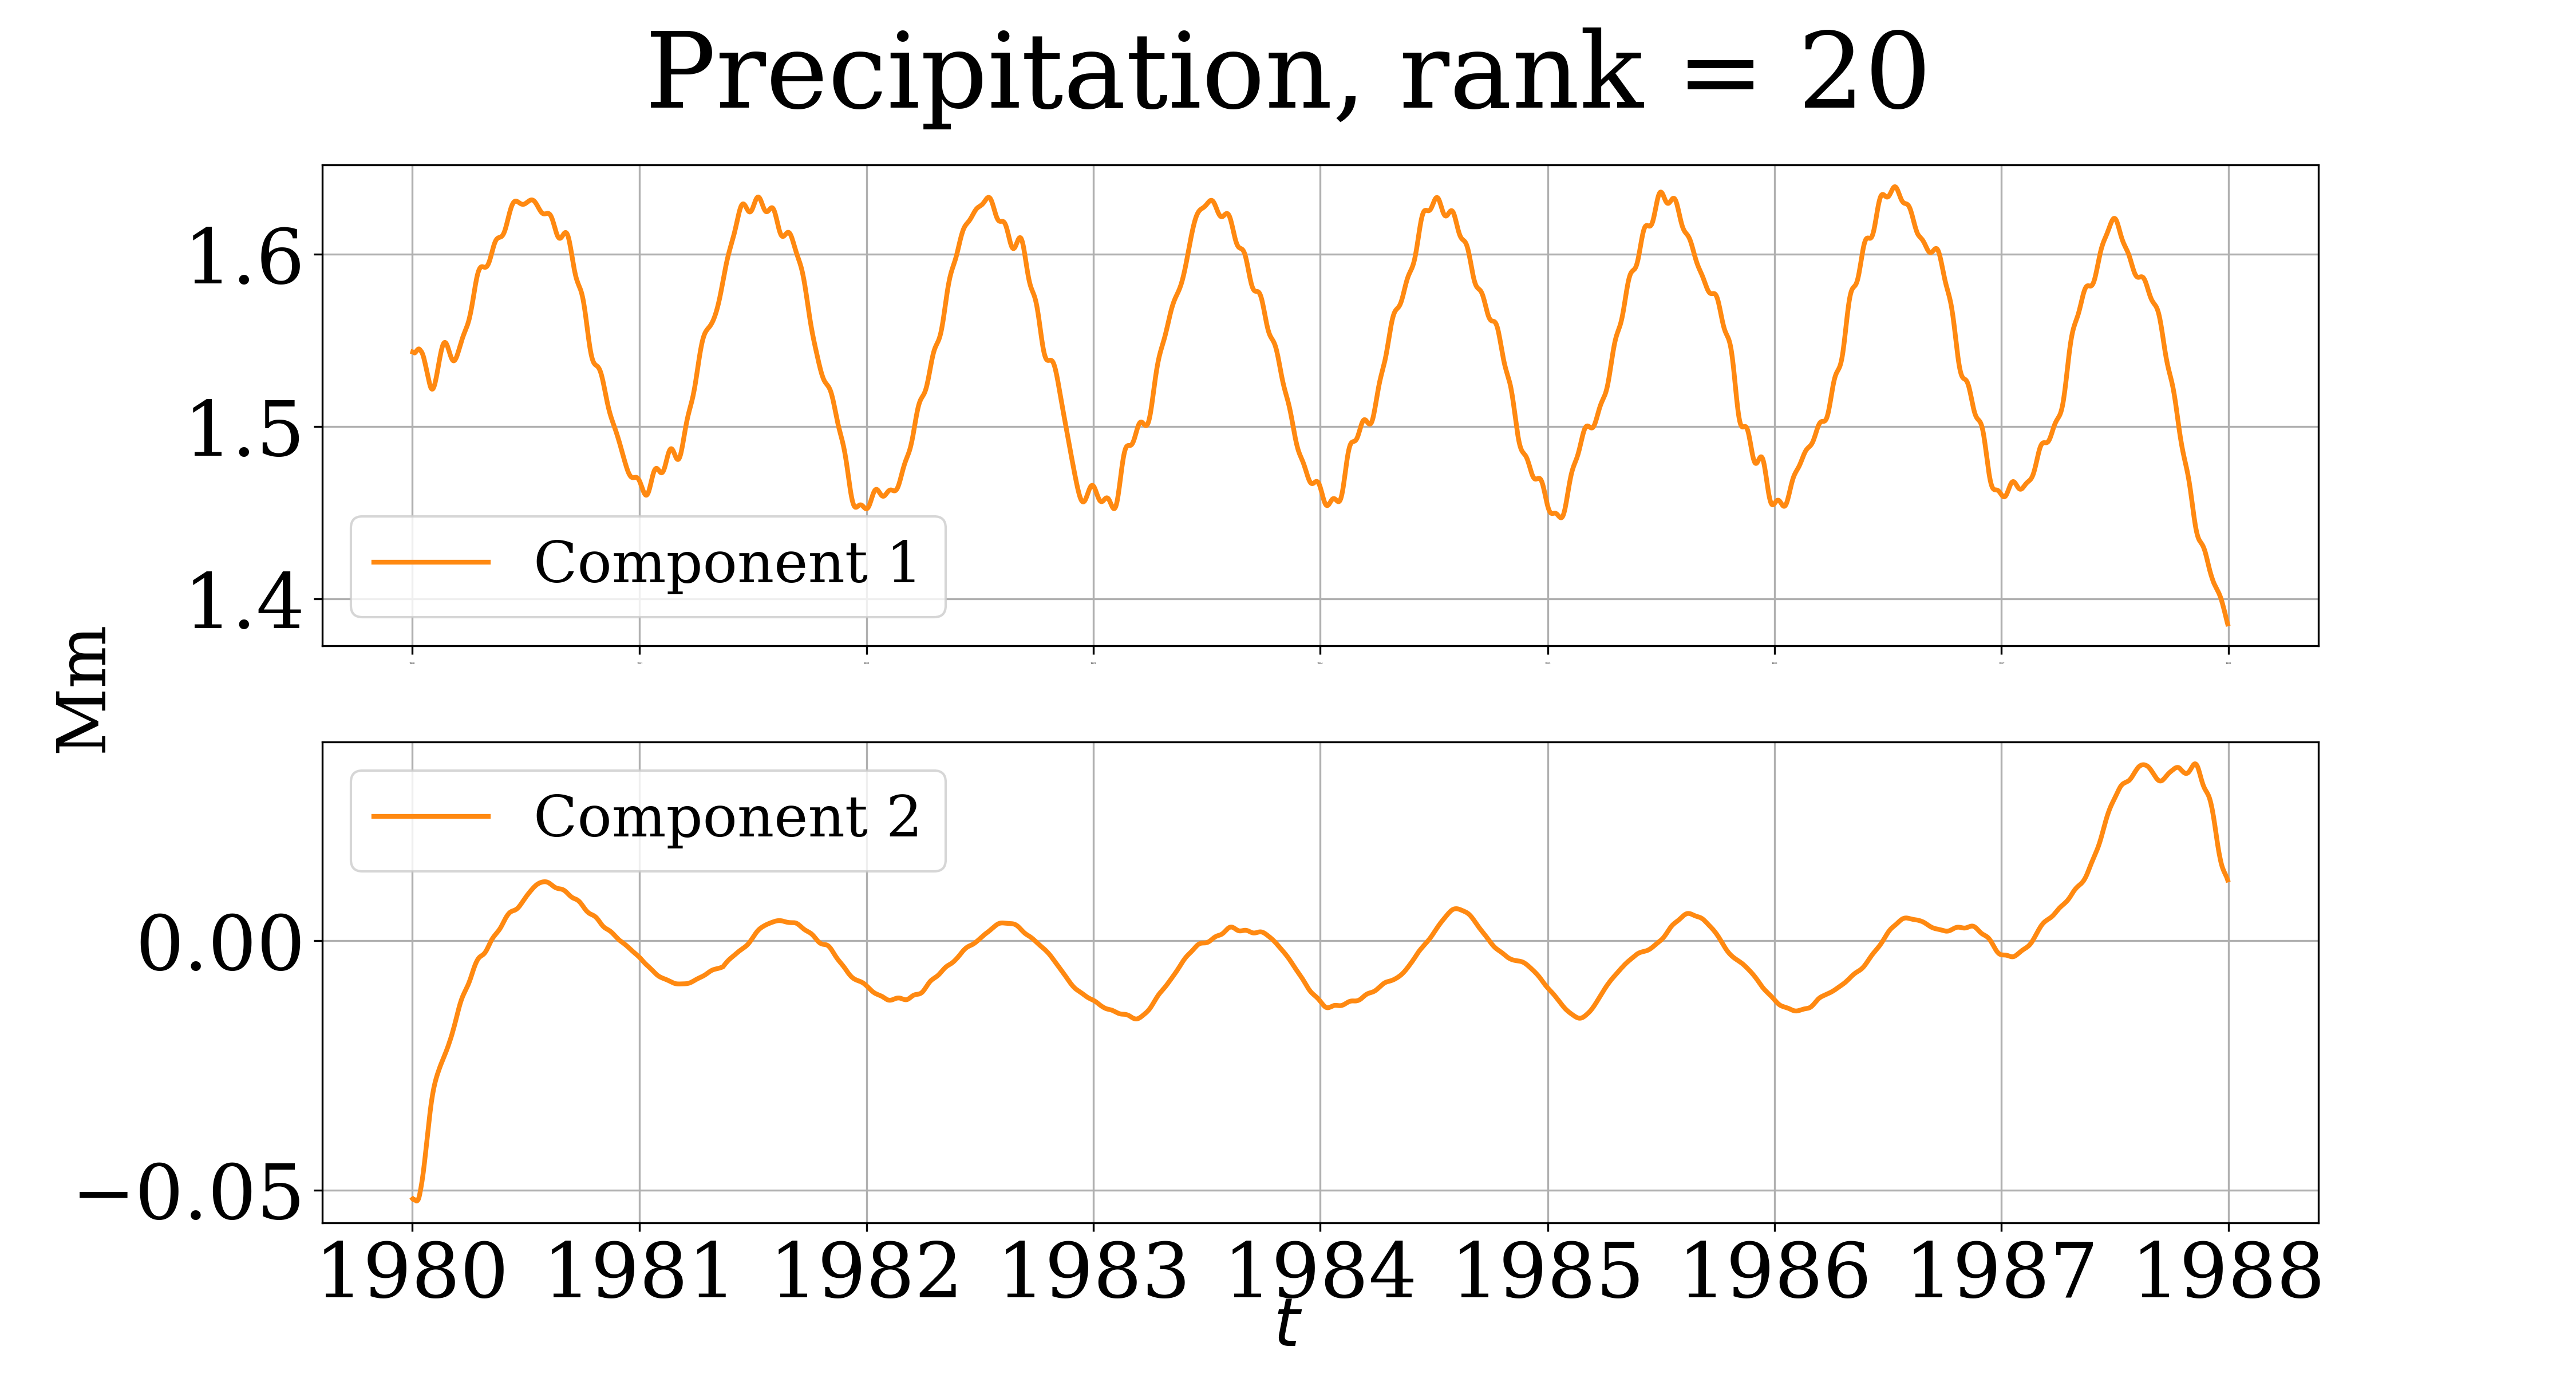 Precipitation, rank = 20
1.6
1.5
1.4
Component 1
Mm
Component 2
0.00
−0.05
1980 1981 1982 1983 1984 1985 1986 1987 1988
t